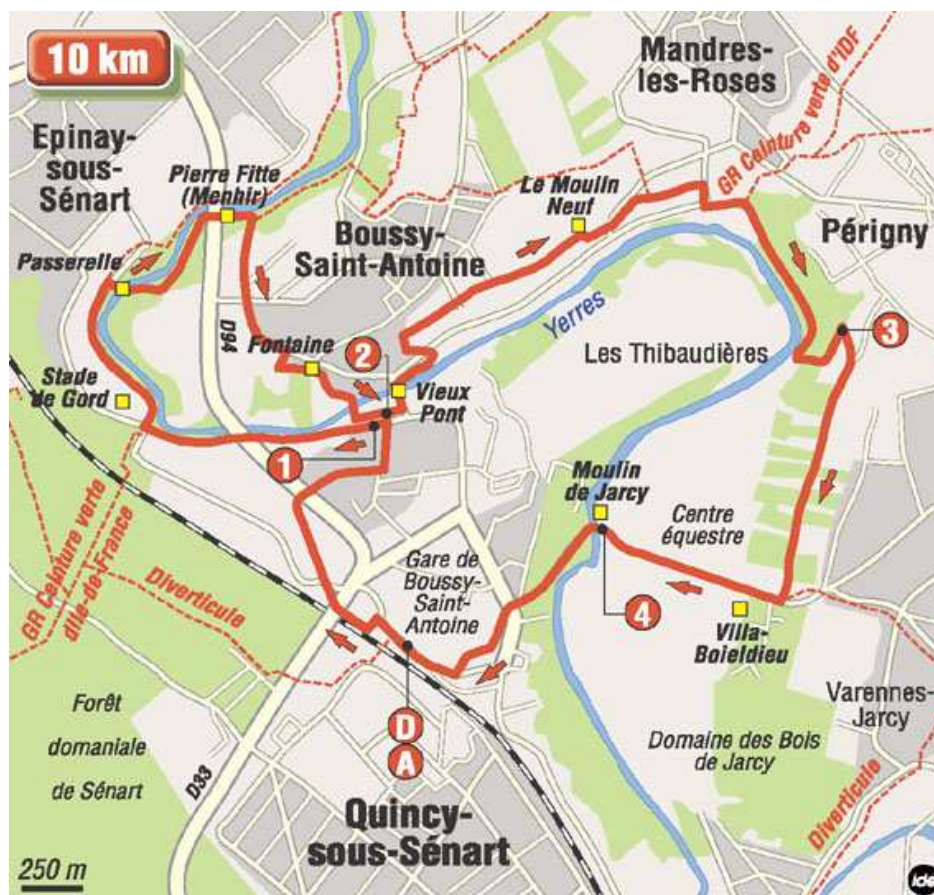 10 km
Mandres-
les-Roses
GR Ceinture verte d'IDF
Epinay-
sous-
Sénart
Pierre Fitte
(Menhir)
Le Moulin
Neuf
Boussy-
Saint-Antoine
Périgny
Passerelle
Yerres
D94
Fontaine
2
3
Les Thibaudières
Stade
de Gord
Vieux
Pont
1
Moulin
de Jarcy
Centre
équestre
GR Ceinture verte
d'Ile-de-France
Diverticule
Gare de
Boussy-
Saint-
Antoine
4
Villa-
Boieldieu
Varennes-
Jarcy
Forêt
domaniale
de Sénart
D
A
Domaine des Bois
de Jarcy
D33
Diverticule
Quincy-
sous-Sénart
250 m
ide